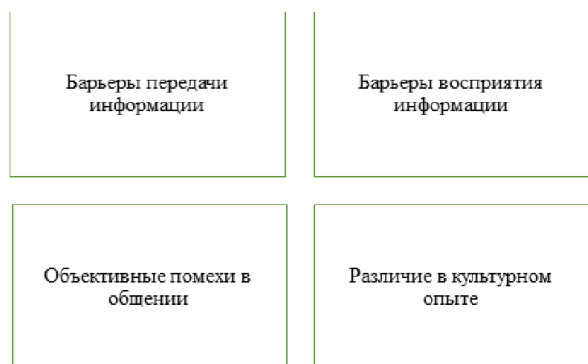 Барьеры передачи
информации
Барьеры восприятия
информации
Объективные помехи в
общении
Различие в культурном
опыте